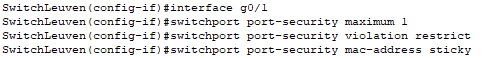 SwitchLeuven(config-if)#interface g0/1
SwitchLeuven(config-if)#switchport port-security maximum 1
SwitchLeuven(config-if)#switchport port-security violation restrict
SwitchLeuven(config-if)#switchport port-security mac-address sticky